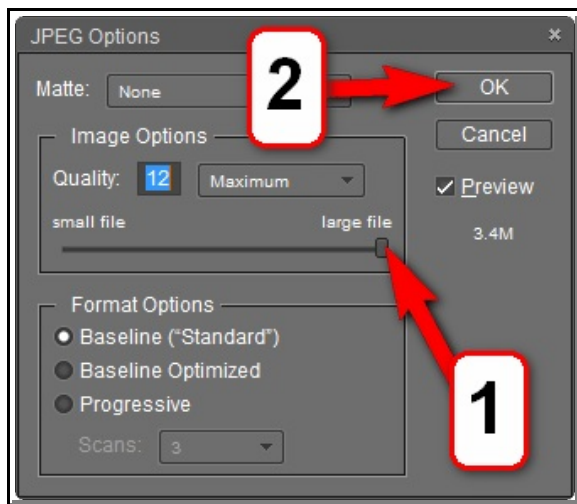 JPEG Options
Matte: None
2
OK
Image Options
Cancel
Quality: 12 Maximum
Preview
small file large file
3.4M
Format Options
Baseline (“Standard”)
Baseline Optimized
Progressive
1
Scans: 3